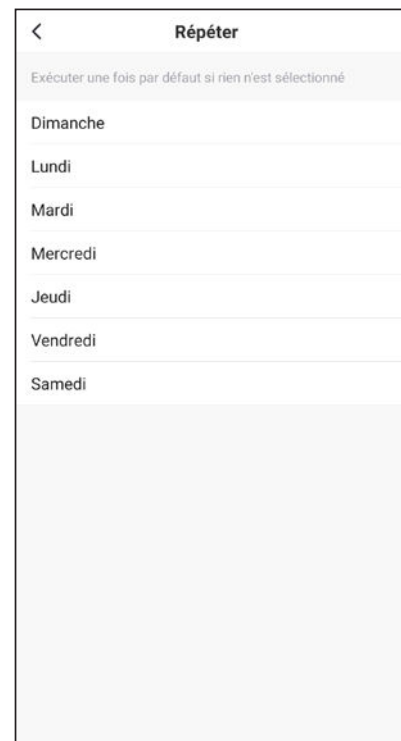 Répéter
Exécuter une fois par défaut si rien n'est sélectionné
Dimanche
Lundi
Mardi
Mercredi
Jeudi
Vendredi
Samedi